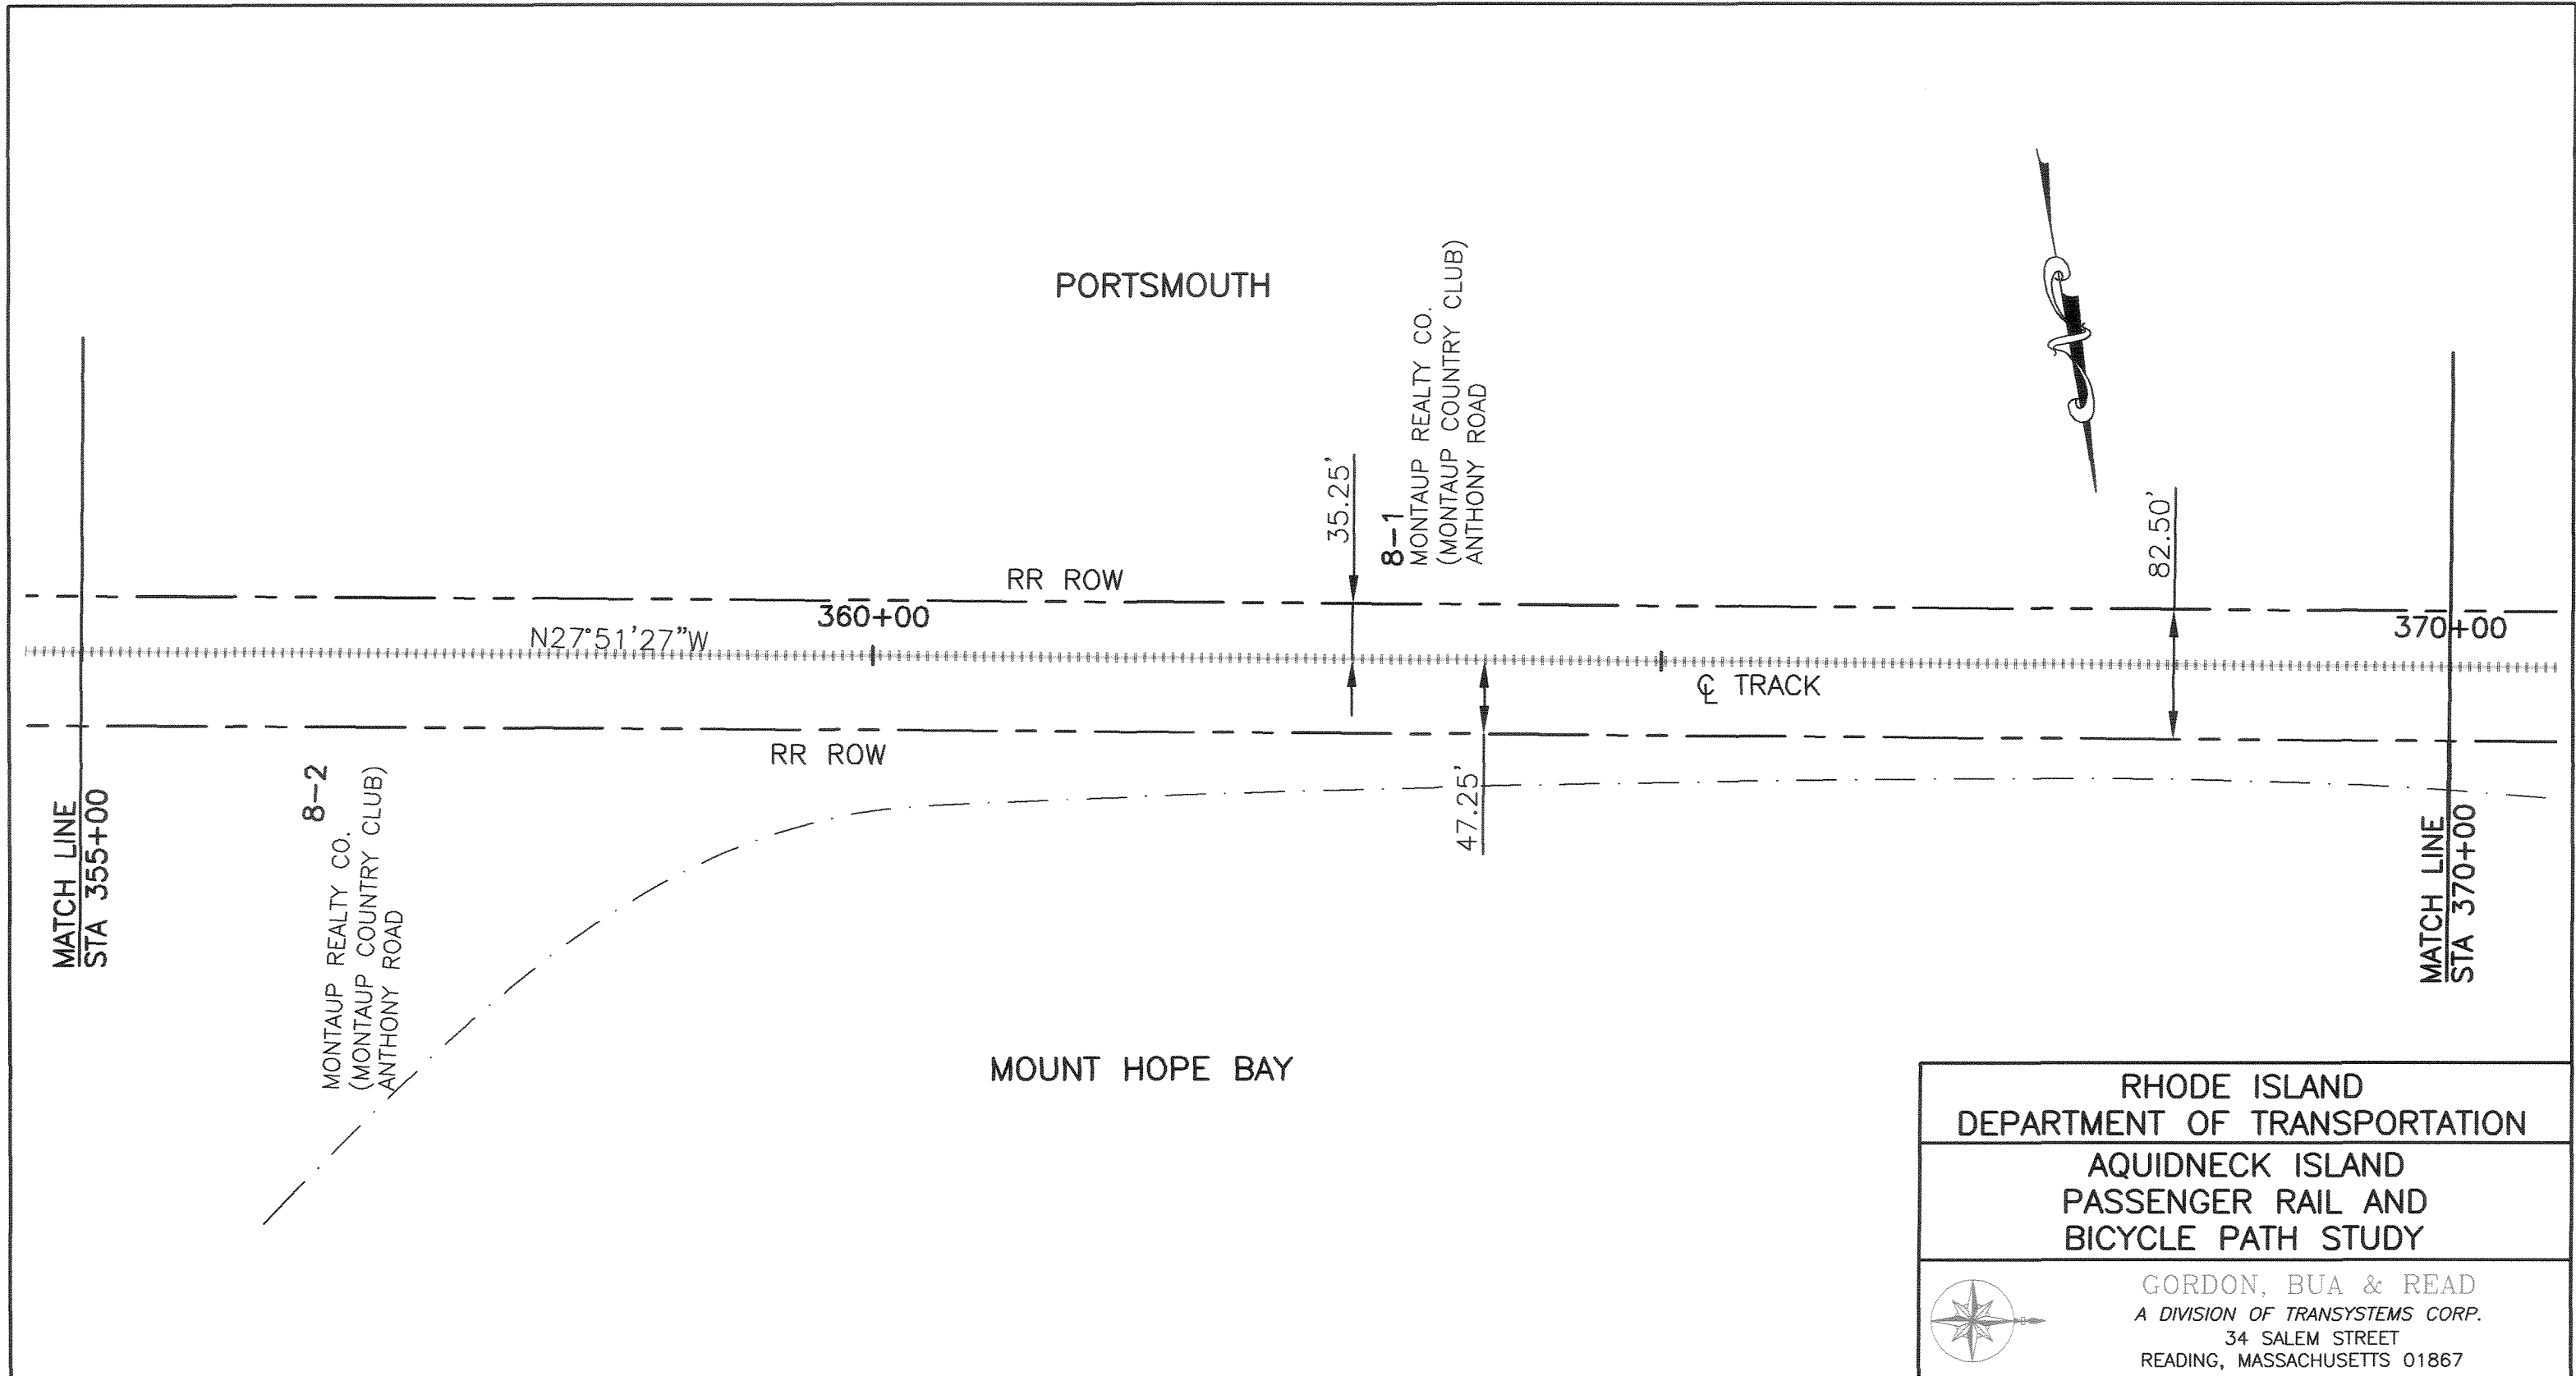 PORTSMOUTH
35.25'
8-1
MONTAUP REALTY CO.
(MONTAUP COUNTRY CLUB)
ANTHONY ROAD
82.50'
RR ROW
360+00
370+00
N27°51'27"W
℄ TRACK
RR ROW
47.25'
MATCH LINE
STA 355+00
8-2
MONTAUP REALTY CO.
(MONTAUP COUNTRY CLUB)
ANTHONY ROAD
MATCH LINE
STA 370+00
MOUNT HOPE BAY
RHODE ISLAND
DEPARTMENT OF TRANSPORTATION
AQUIDNECK ISLAND
PASSENGER RAIL AND
BICYCLE PATH STUDY
GORDON, BUA & READ
A DIVISION OF TRANSYSTEMS CORP.
34 SALEM STREET
READING, MASSACHUSETTS 01867